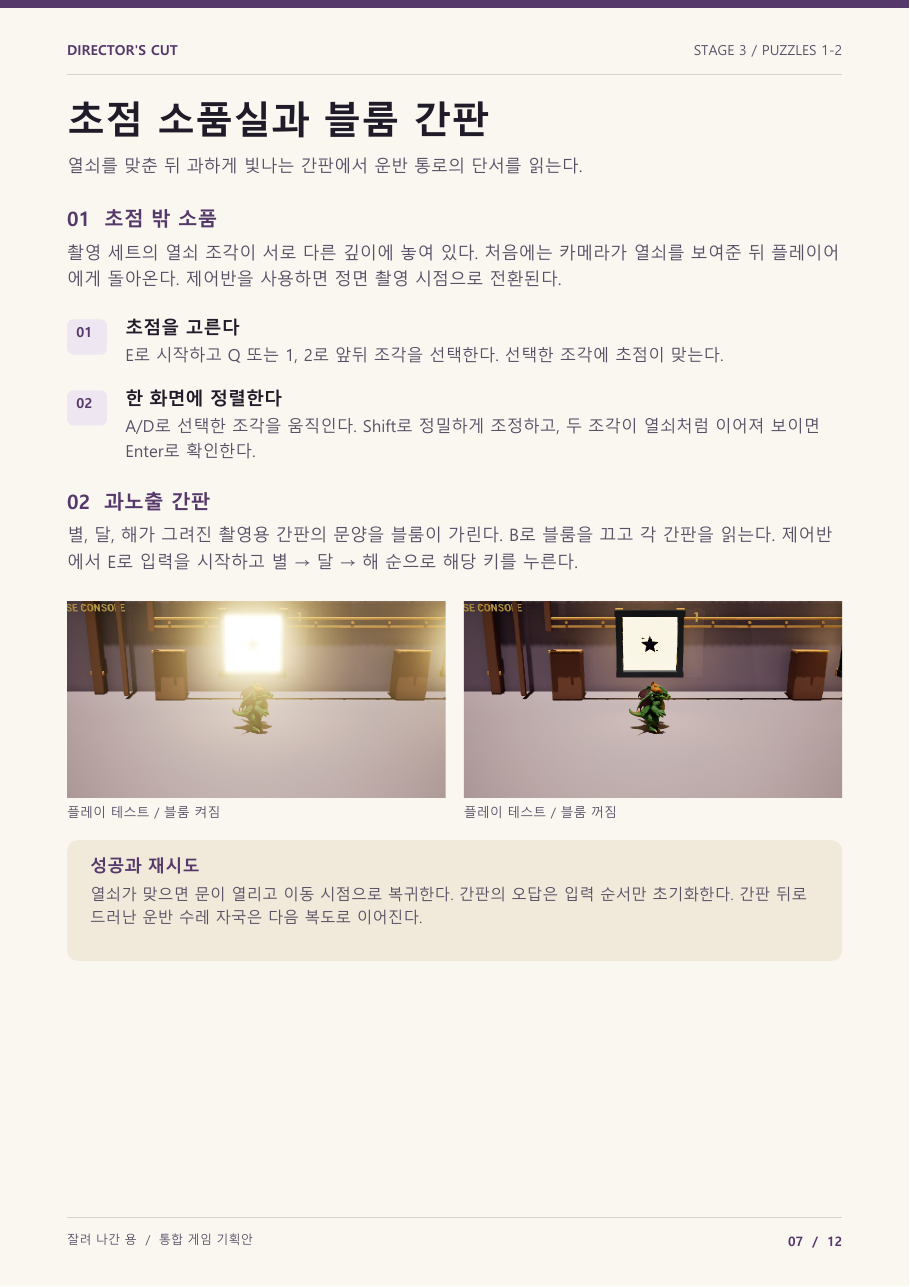 DIRECTOR'S CUT
STAGE 3 / PUZZLES 1-2
초점 소품실과 블룸 간판
열쇠를 맞춘 뒤 과하게 빛나는 간판에서 운반 통로의 단서를 읽는다.
01 초점 밖 소품
촬영 세트의 열쇠 조각이 서로 다른 깊이에 놓여 있다. 처음에는 카메라가 열쇠를 보여준 뒤 플레이어
에게 돌아온다. 제어반을 사용하면 정면 촬영 시점으로 전환된다.
01
초점을 고른다
E로 시작하고 Q 또는 1, 2로 앞뒤 조각을 선택한다. 선택한 조각에 초점이 맞는다.
02
한 화면에 정렬한다
A/D로 선택한 조각을 움직인다. Shift로 정밀하게 조정하고, 두 조각이 열쇠처럼 이어져 보이면
Enter로 확인한다.
02 과노출 간판
별, 달, 해가 그려진 촬영용 간판의 문양을 블룸이 가린다. B로 블룸을 끄고 각 간판을 읽는다. 제어반
에서 E로 입력을 시작하고 별 → 달 → 해 순으로 해당 키를 누른다.
SE CONSOLE
1
SE CONSOLE
1
플레이 테스트 / 블룸 켜짐
플레이 테스트 / 블룸 꺼짐
성공과 재시도
열쇠가 맞으면 문이 열리고 이동 시점으로 복귀한다. 간판의 오답은 입력 순서만 초기화한다. 간판 뒤로
드러난 운반 수레 자국은 다음 복도로 이어진다.
잘려 나간 용 / 통합 게임 기획안
07 / 12